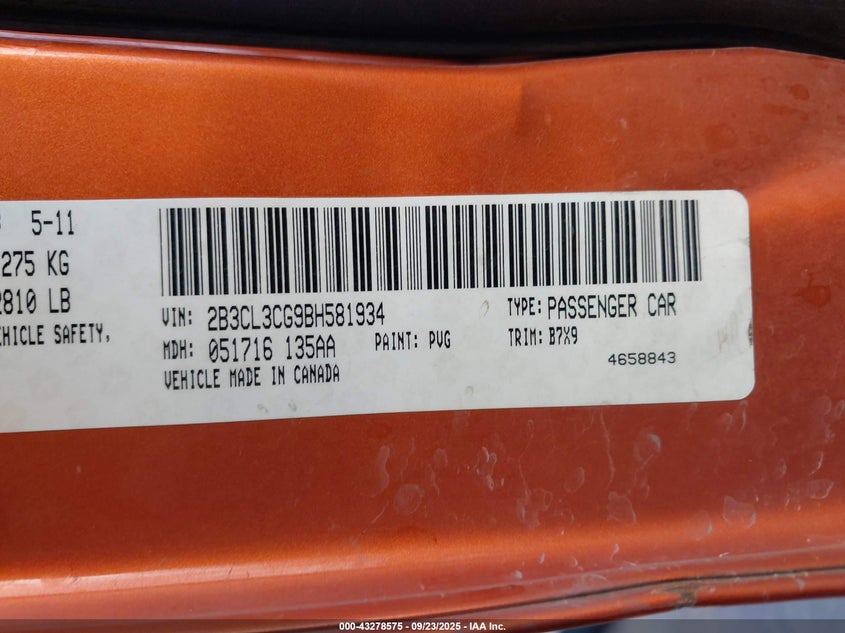 5-11
275 KG
2810 LB
VEHICLE SAFETY,
VIN: 2B3CL3CG9BH581934
TYPE: PASSENGER CAR
MDH: 051716 135AA
PAINT: PVG
TRIM: B7X9
VEHICLE MADE IN CANADA
4658843
000-43278575 - 09/23/2025 - IAA Inc.